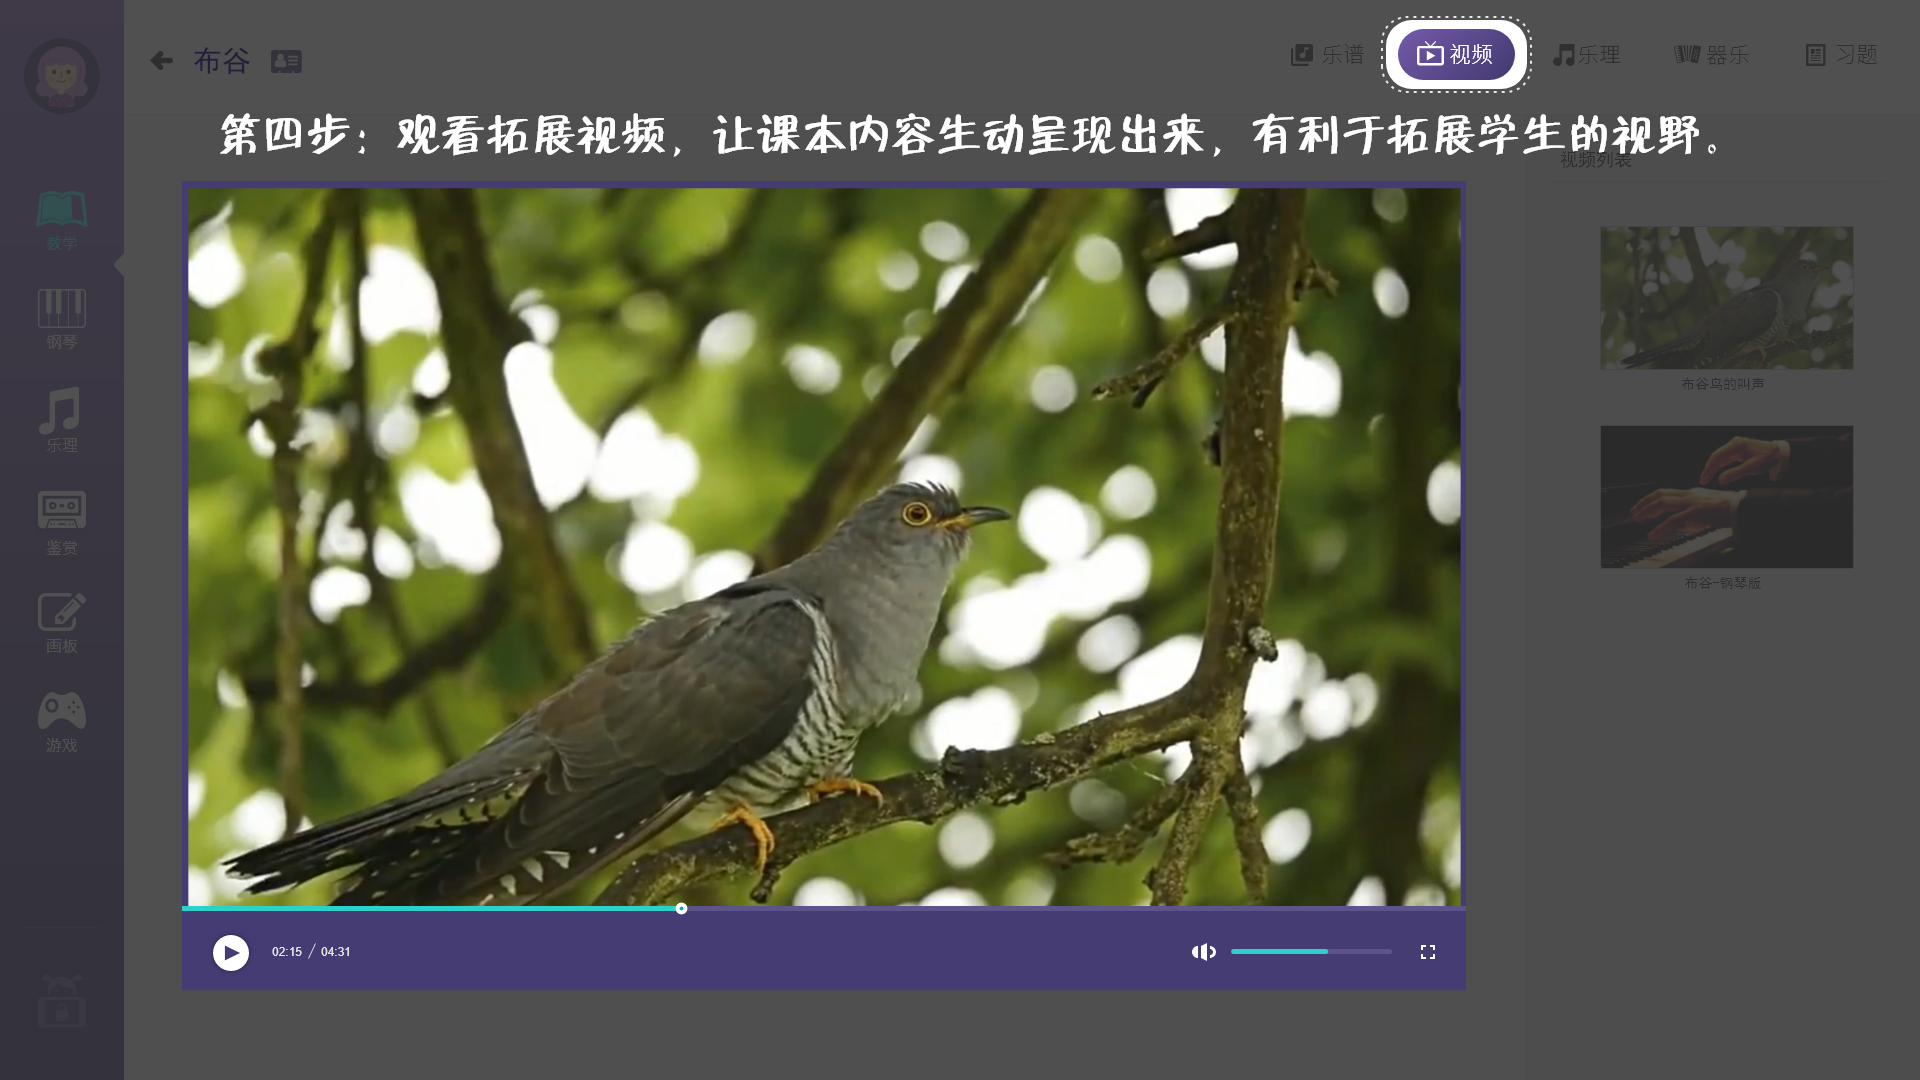 布谷
乐谱
视频
乐理
器乐
习题
第四步：观看拓展视频，让课本内容生动呈现出来，有利于拓展学生的视野。
视频列表
教学
钢琴
乐理
鉴赏
画板
游戏
布谷鸟的叫声
布谷-钢琴版
02:15 / 04:31